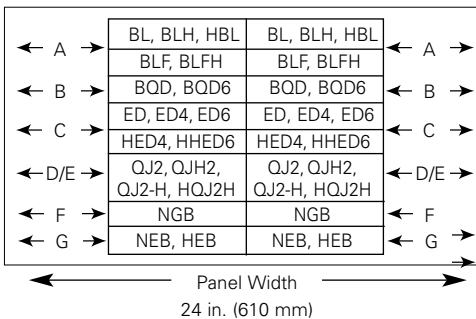 A BL, BLH, HBL BL, BLH, HBL A
BLF, BLFH BLF, BLFH
B BQD, BQD6 BQD, BQD6 B
C ED, ED4, ED6 ED, ED4, ED6 C
HED4, HHED6 HED4, HHED6
D/E QJ2, QJH2, QJ2-H, HQJ2H QJ2, QJH2, QJ2-H, HQJ2H D/E
F NGB NGB F
G NEB, HEB NEB, HEB G
Panel Width
24 in. (610 mm)